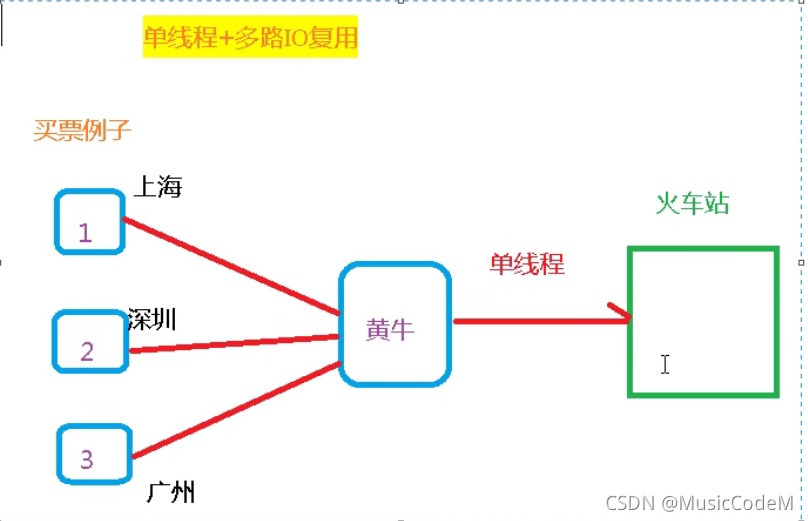 单线程+多路IO复用
买票例子
上海
1
火车站
单线程
深圳
2
黄牛
3
广州
CSDN @MusicCodeM